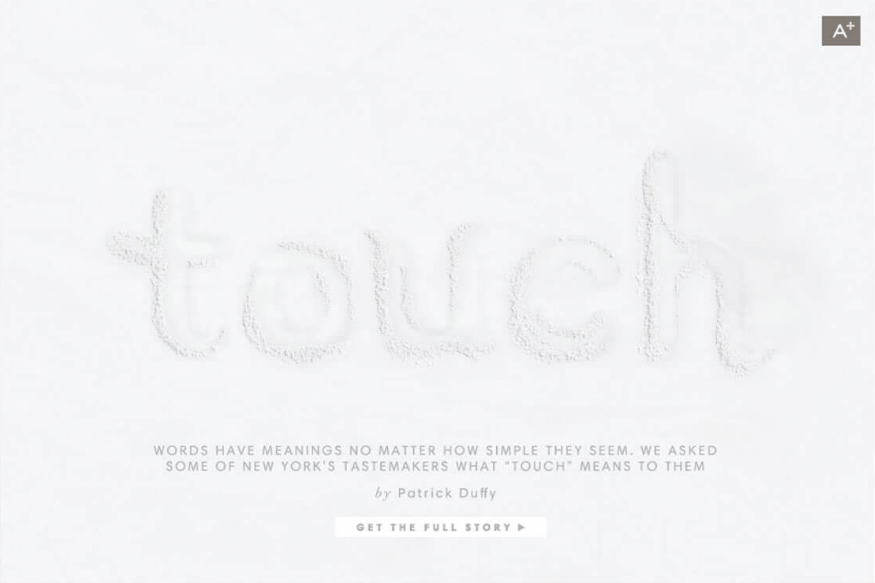 A+
touch
WORDS HAVE MEANINGS NO MATTER HOW SIMPLE THEY SEEM. WE ASKED
SOME OF NEW YORK'S TASTEMAKERS WHAT “TOUCH” MEANS TO THEM
by Patrick Duffy
GET THE FULL STORY ▶